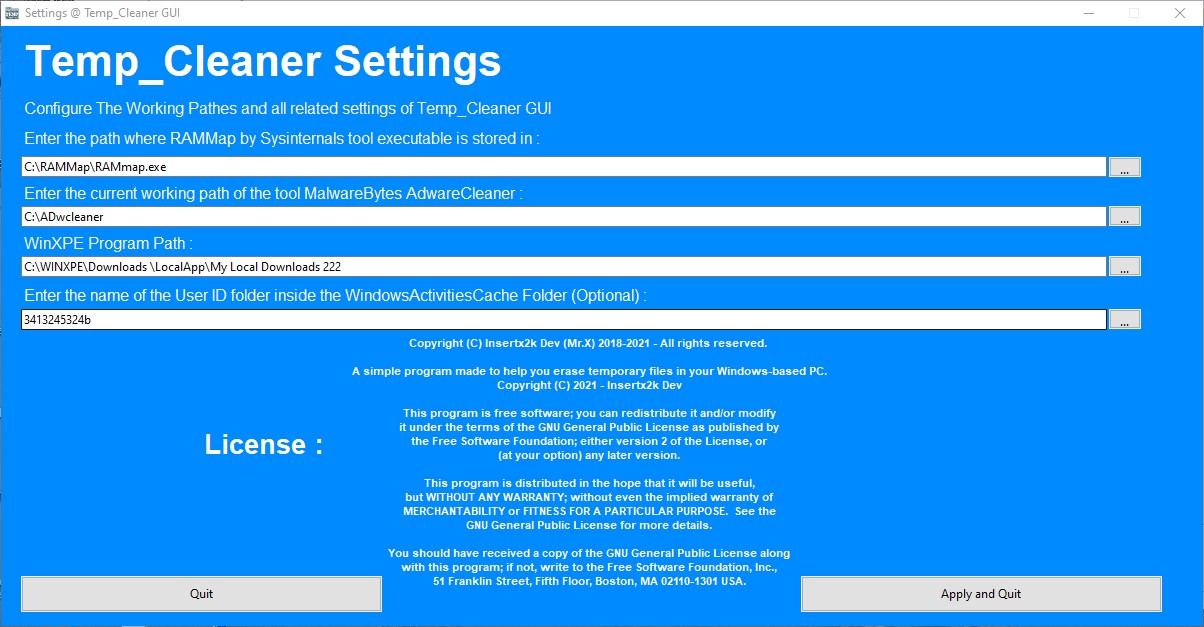 Settings @ Temp_Cleaner GUI
Temp_Cleaner Settings
Configure The Working Pathes and all related settings of Temp_Cleaner GUI
Enter the path where RAMMap by Sysinternals tool executable is stored in :
C:\RAMMap\RAMmap.exe
...
Enter the current working path of the tool MalwareBytes AdwareCleaner :
C:\ADwcleaner
...
WinXPE Program Path :
C:\WINXPE\Downloads \LocalApp\My Local Downloads 222
...
Enter the name of the User ID folder inside the WindowsActivitiesCache Folder (Optional) :
3413245324b
...
License :
Copyright (C) Insertx2k Dev (Mr.X) 2018-2021 - All rights reserved.
A simple program made to help you erase temporary files in your Windows-based PC.
Copyright (C) 2021 - Insertx2k Dev
This program is free software; you can redistribute it and/or modify
it under the terms of the GNU General Public License as published by
the Free Software Foundation; either version 2 of the License, or
(at your option) any later version.
This program is distributed in the hope that it will be useful,
but WITHOUT ANY WARRANTY; without even the implied warranty of
MERCHANTABILITY or FITNESS FOR A PARTICULAR PURPOSE.  See the
GNU General Public License for more details.
You should have received a copy of the GNU General Public License along
with this program; if not, write to the Free Software Foundation, Inc.,
51 Franklin Street, Fifth Floor, Boston, MA 02110-1301 USA.
Quit
Apply and Quit